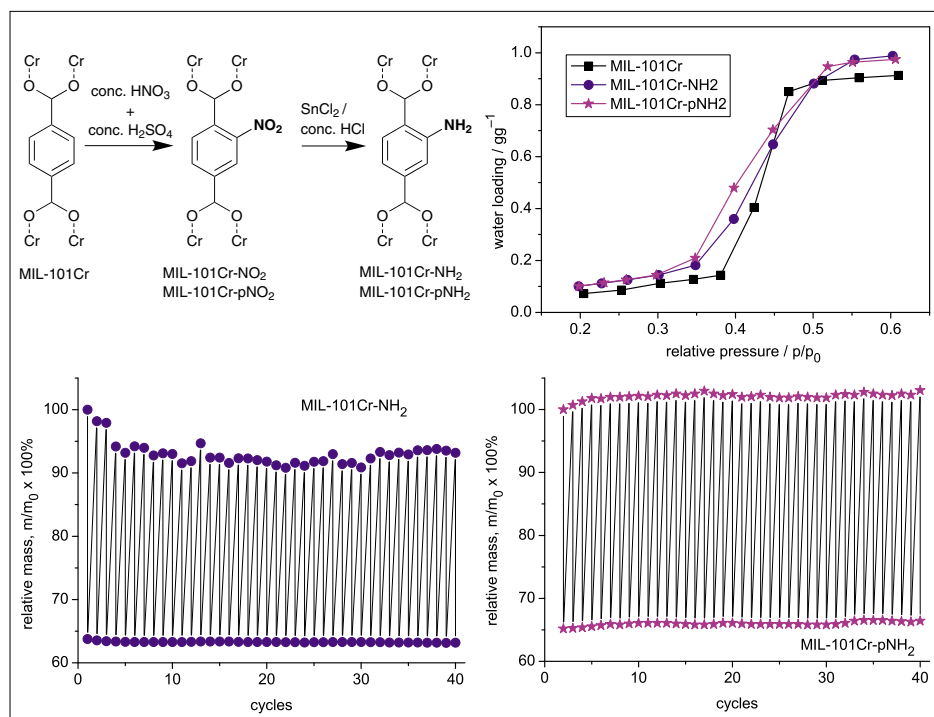 Cr Cr
O O
O O
Cr Cr
MIL-101Cr
conc. HNO3
+
conc. H2SO4
Cr Cr
O O
NO2
O O
Cr Cr
MIL-101Cr-NO2
MIL-101Cr-pNO2
SnCl2 /
conc. HCl
Cr Cr
O O
NH2
O O
Cr Cr
MIL-101Cr-NH2
MIL-101Cr-pNH2
MIL-101Cr
MIL-101Cr-NH2
MIL-101Cr-pNH2
water loading / gg–1
1.0
0.8
0.6
0.4
0.2
0.0
0.2 0.3 0.4 0.5 0.6
relative pressure / p/p0
MIL-101Cr-NH2
relative mass, m/m0 x 100%
100
90
80
70
60
0 10 20 30 40
cycles
relative mass, m/m0 x 100%
100
90
80
70
60
MIL-101Cr-pNH2
0 10 20 30 40
cycles